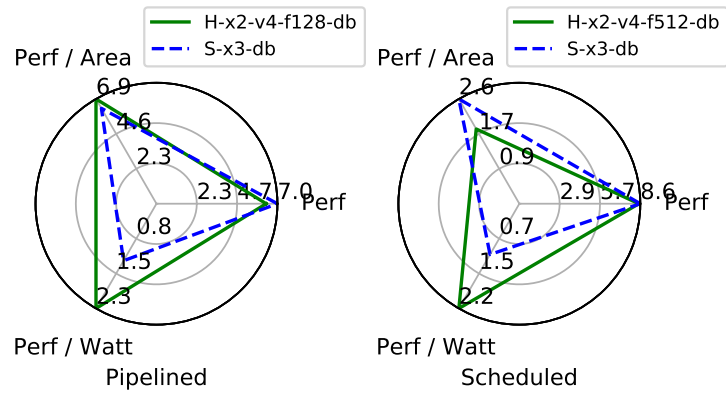 H-x2-v4-f128-db
S-x3-db
Perf / Area
6.9
4.6
2.3
2.3
4.7
7.0
Perf
0.8
1.5
2.3
Perf / Watt
Pipelined
H-x2-v4-f512-db
S-x3-db
Perf / Area
2.6
1.7
0.9
2.9
5.7
8.6
Perf
0.7
1.5
2.2
Perf / Watt
Scheduled